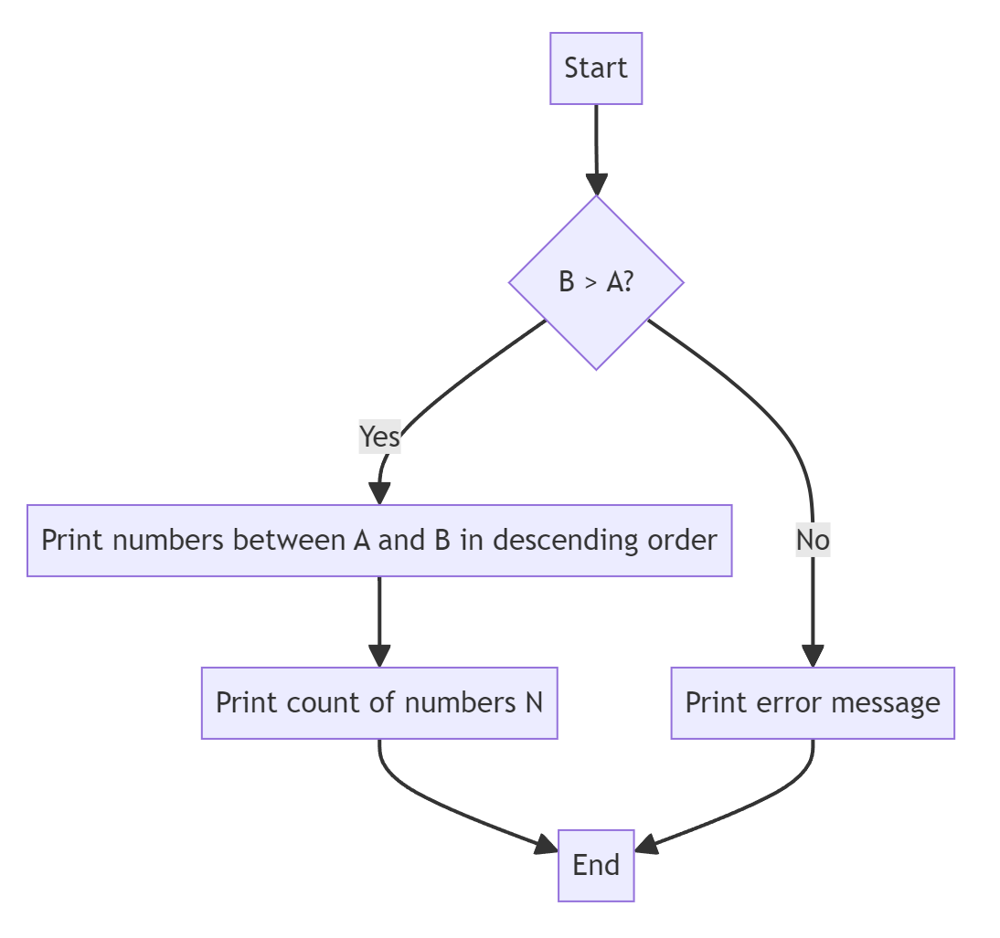 Start
B > A?
Yes
Print numbers between A and B in descending order
No
Print count of numbers N
Print error message
End